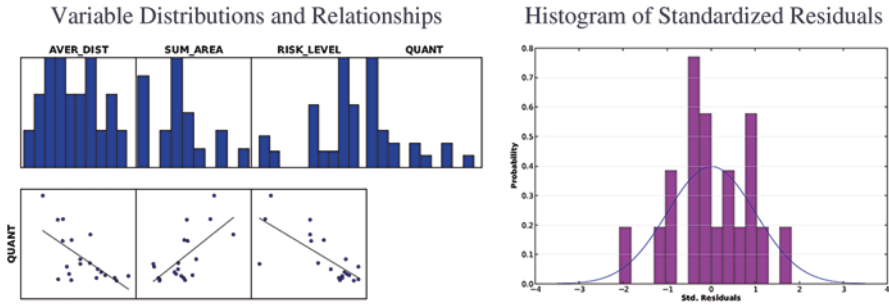 Variable Distributions and Relationships
AVER_DIST SUM_AREA RISK_LEVEL QUANT
QUANT
Histogram of Standardized Residuals
0.8
0.7
0.6
0.5
0.4
0.3
0.2
0.1
0.0
Probability
−4 −3 −2 −1 0 1 2 3 4
Std. Residuals